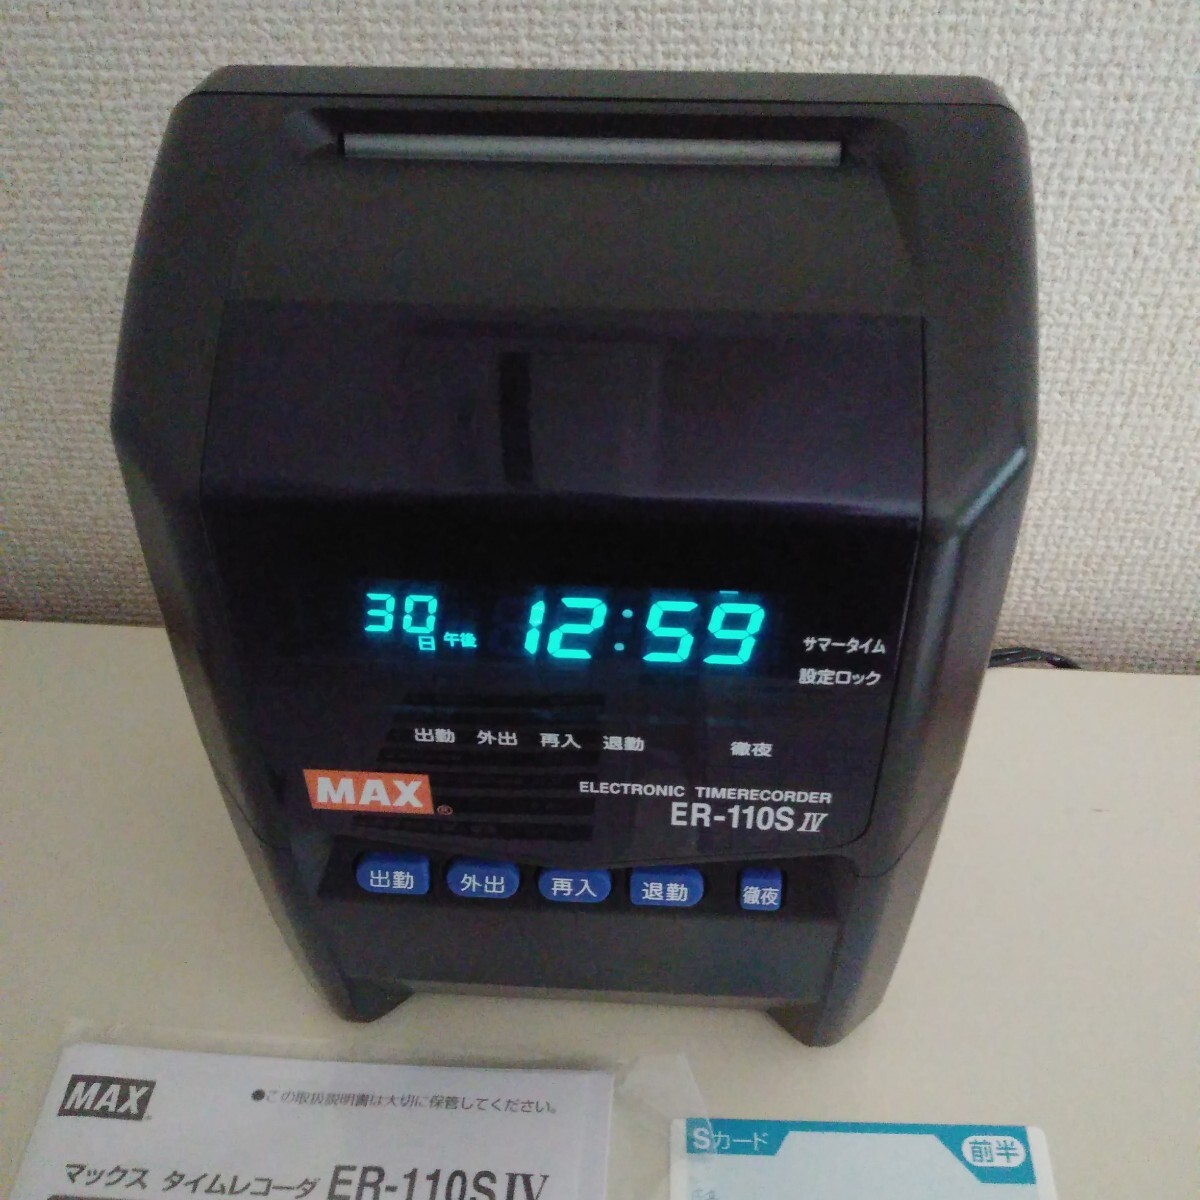 30日 午後 12:59
サマータイム
設定ロック
出勤 外出 再入 退勤 徹夜
MAX®
ELECTRONIC TIMERECORDER
ER-110S IV
出勤 外出 再入 退勤 徹夜
MAX
●この取扱説明書は大切に保管してください。
マックス タイムレコーダ ER-110S IV
Sカード 前半